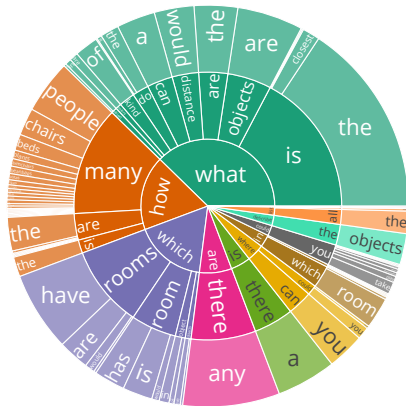 what
is
the
closest
objects
are
are
the
distance
would
can
a
do
the
kind
of
how
many
people
chairs
beds
are
the
is
the
which
rooms
have
are
has
room
is
are
there
any
is
there
a
where
can
you
you
which
room
you
take
the
objects
all
the